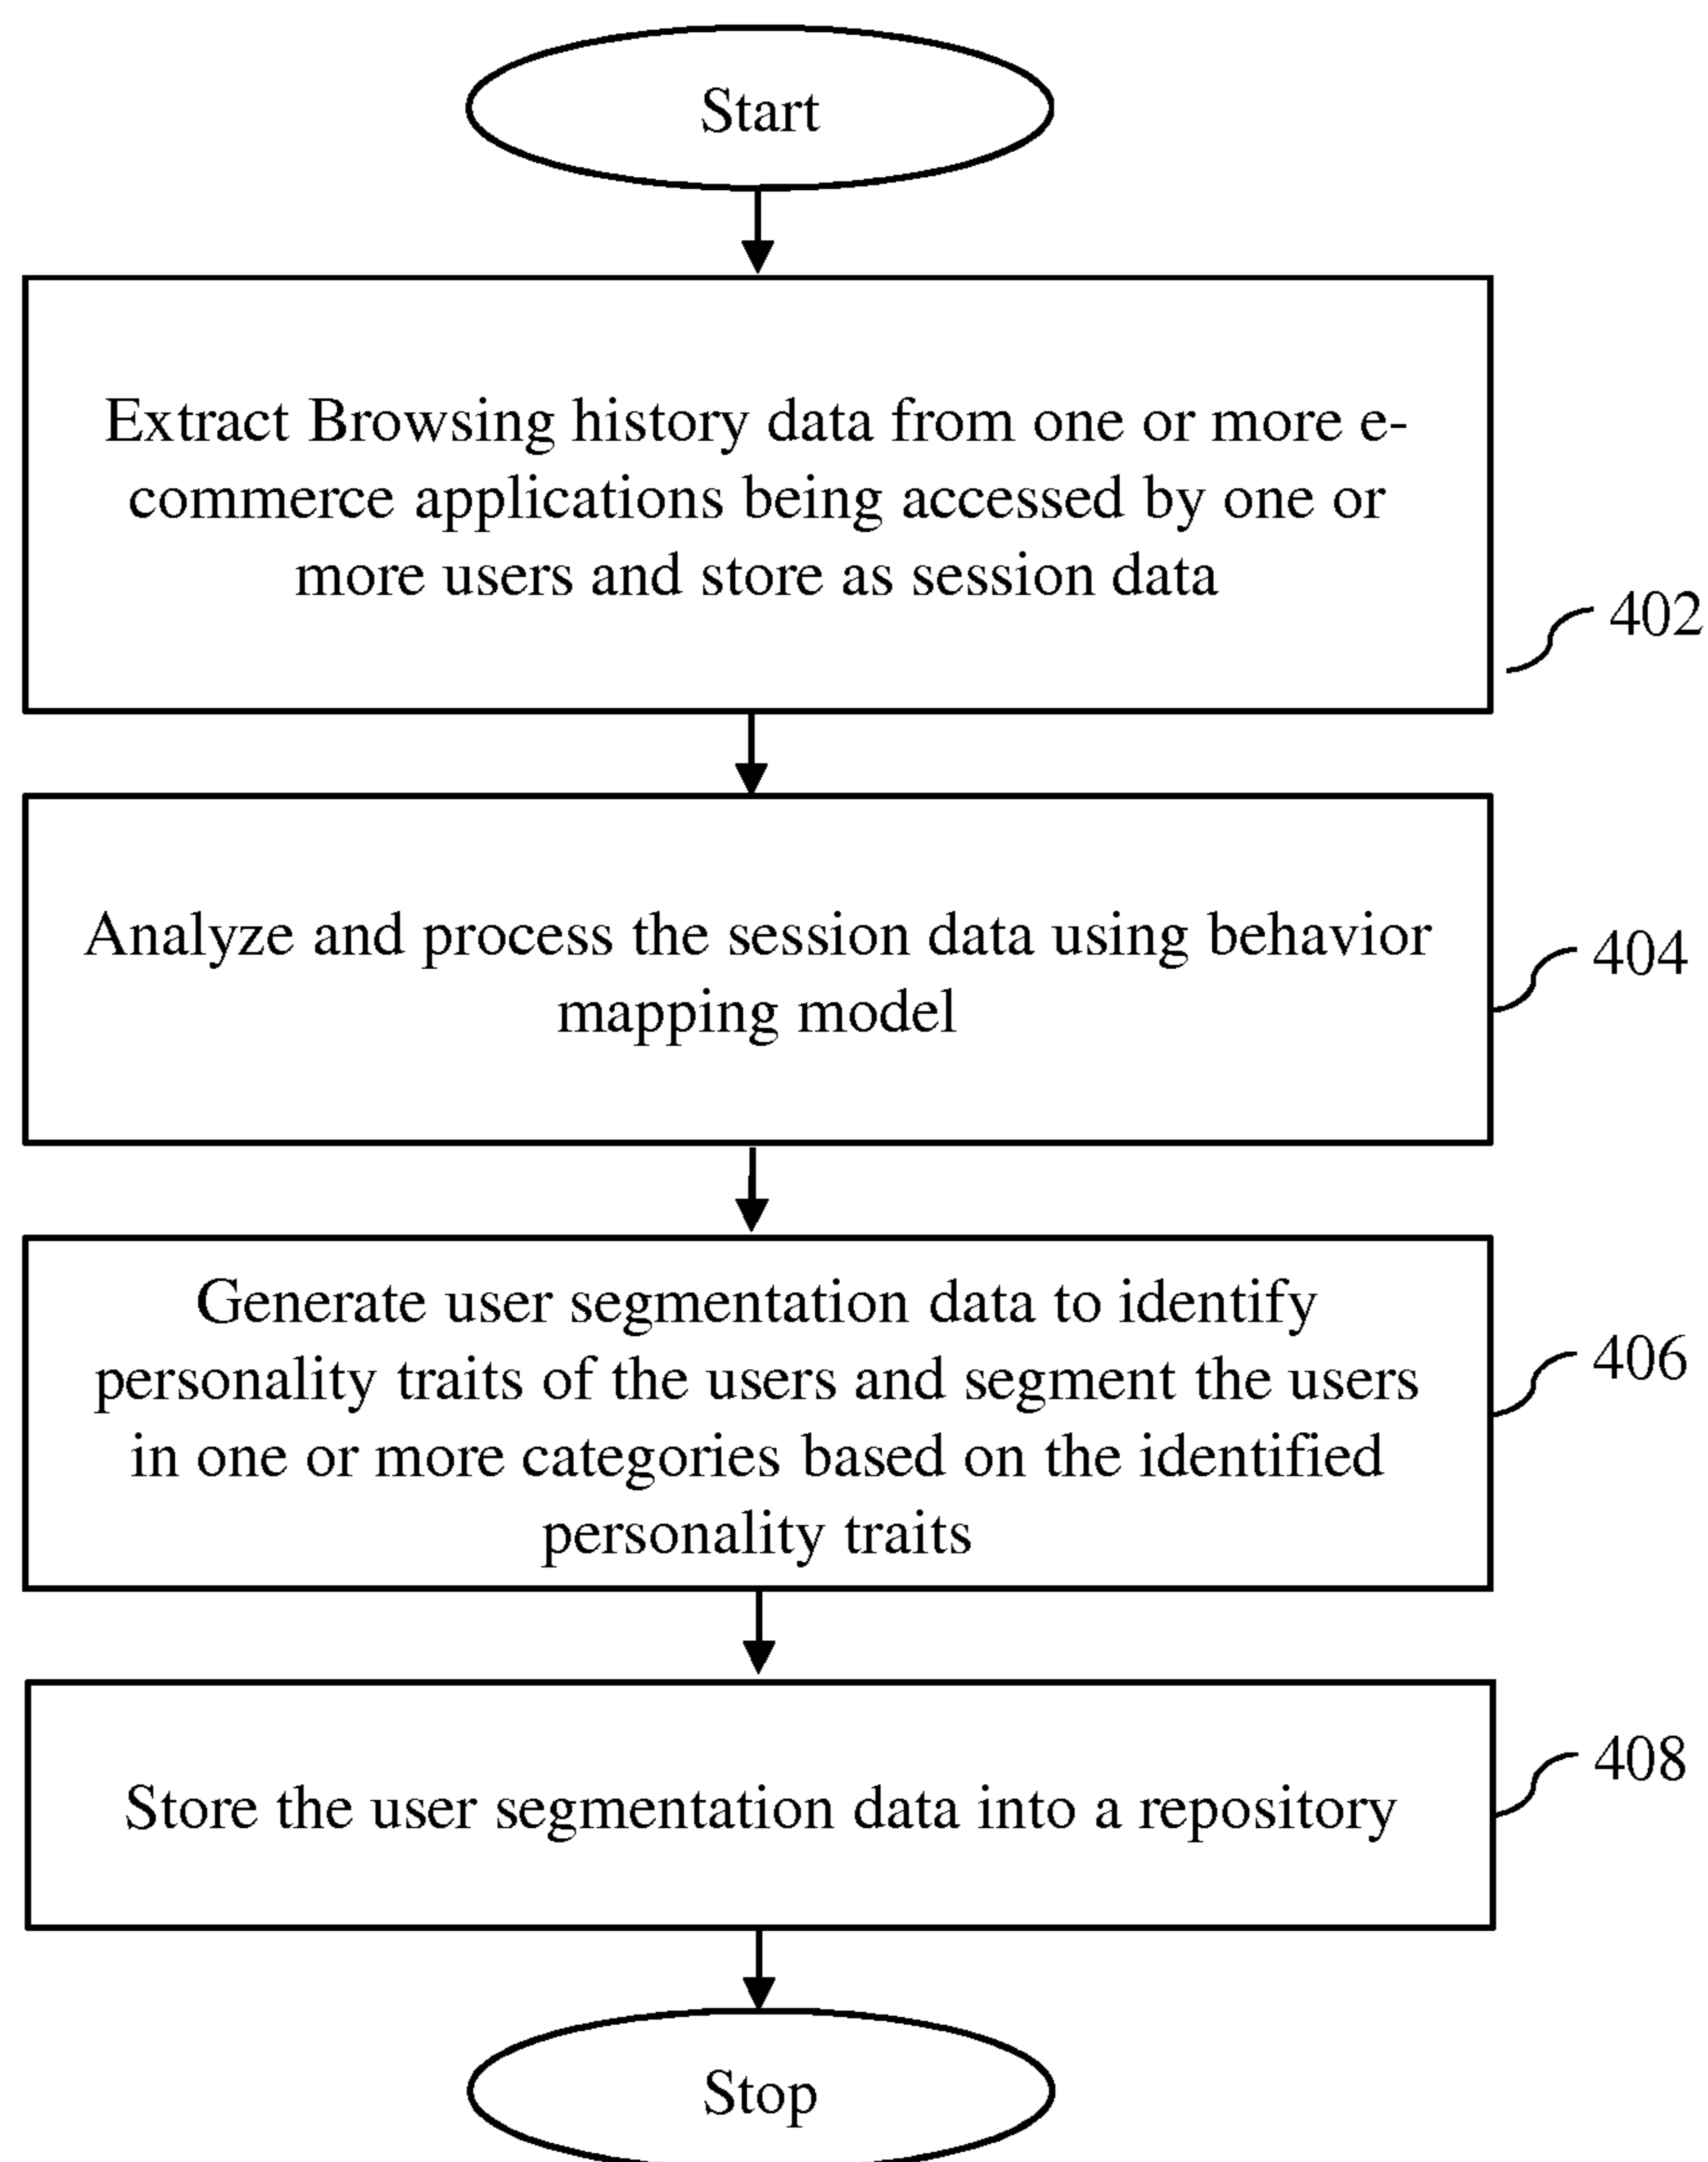 Start
Extract Browsing history data from one or more e-
commerce applications being accessed by one or
more users and store as session data
402
Analyze and process the session data using behavior
mapping model
404
Generate user segmentation data to identify
personality traits of the users and segment the users
in one or more categories based on the identified
personality traits
406
Store the user segmentation data into a repository
408
Stop